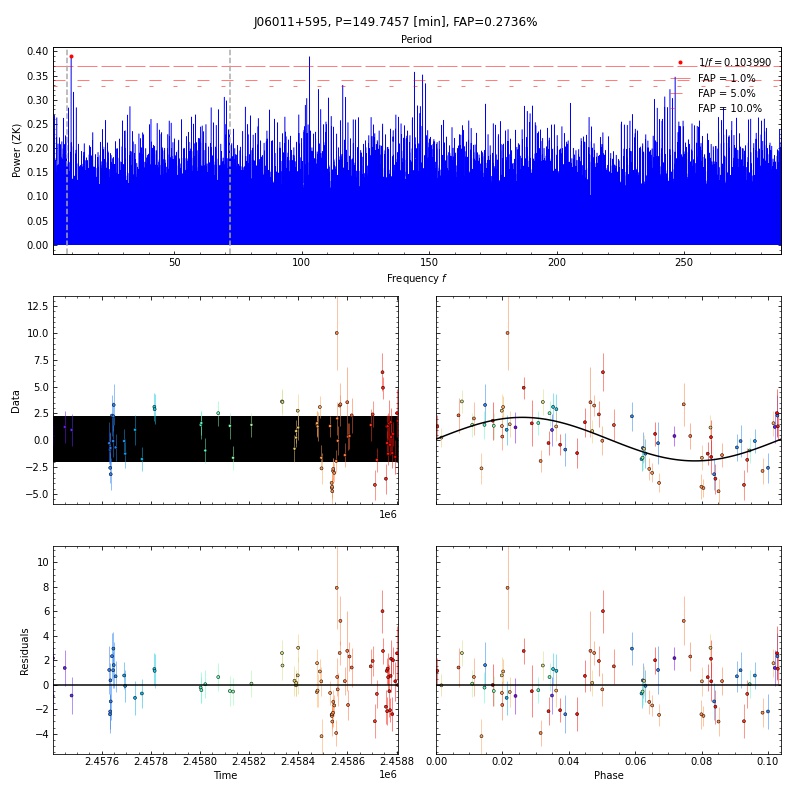 J06011+595, P=149.7457 [min], FAP=0.2736%
Period
Power (ZK)
0.40
0.35
0.30
0.25
0.20
0.15
0.10
0.05
0.00
1/f = 0.103990
FAP = 1.0%
FAP = 5.0%
FAP = 10.0%
50 100 150 200 250
Frequency f
Data
12.5
10.0
7.5
5.0
2.5
0.0
−2.5
−5.0
1e6
Residuals
10
8
6
4
2
0
−2
−4
2.4576 2.4578 2.4580 2.4582 2.4584 2.4586 2.4588
1e6
Time
0.00 0.02 0.04 0.06 0.08 0.10
Phase